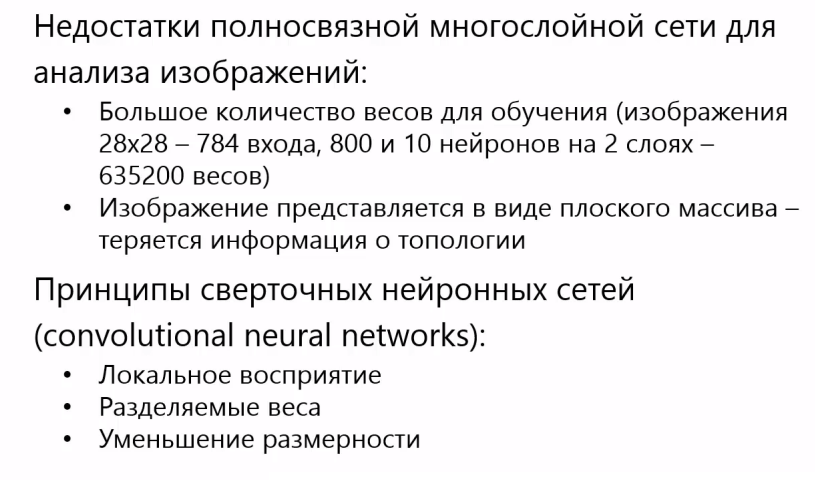 Недостатки полносвязной многослойной сети для
анализа изображений:
• Большое количество весов для обучения (изображения
28x28 – 784 входа, 800 и 10 нейронов на 2 слоях –
635200 весов)
• Изображение представляется в виде плоского массива –
теряется информация о топологии
Принципы сверточных нейронных сетей
(convolutional neural networks):
• Локальное восприятие
• Разделяемые веса
• Уменьшение размерности